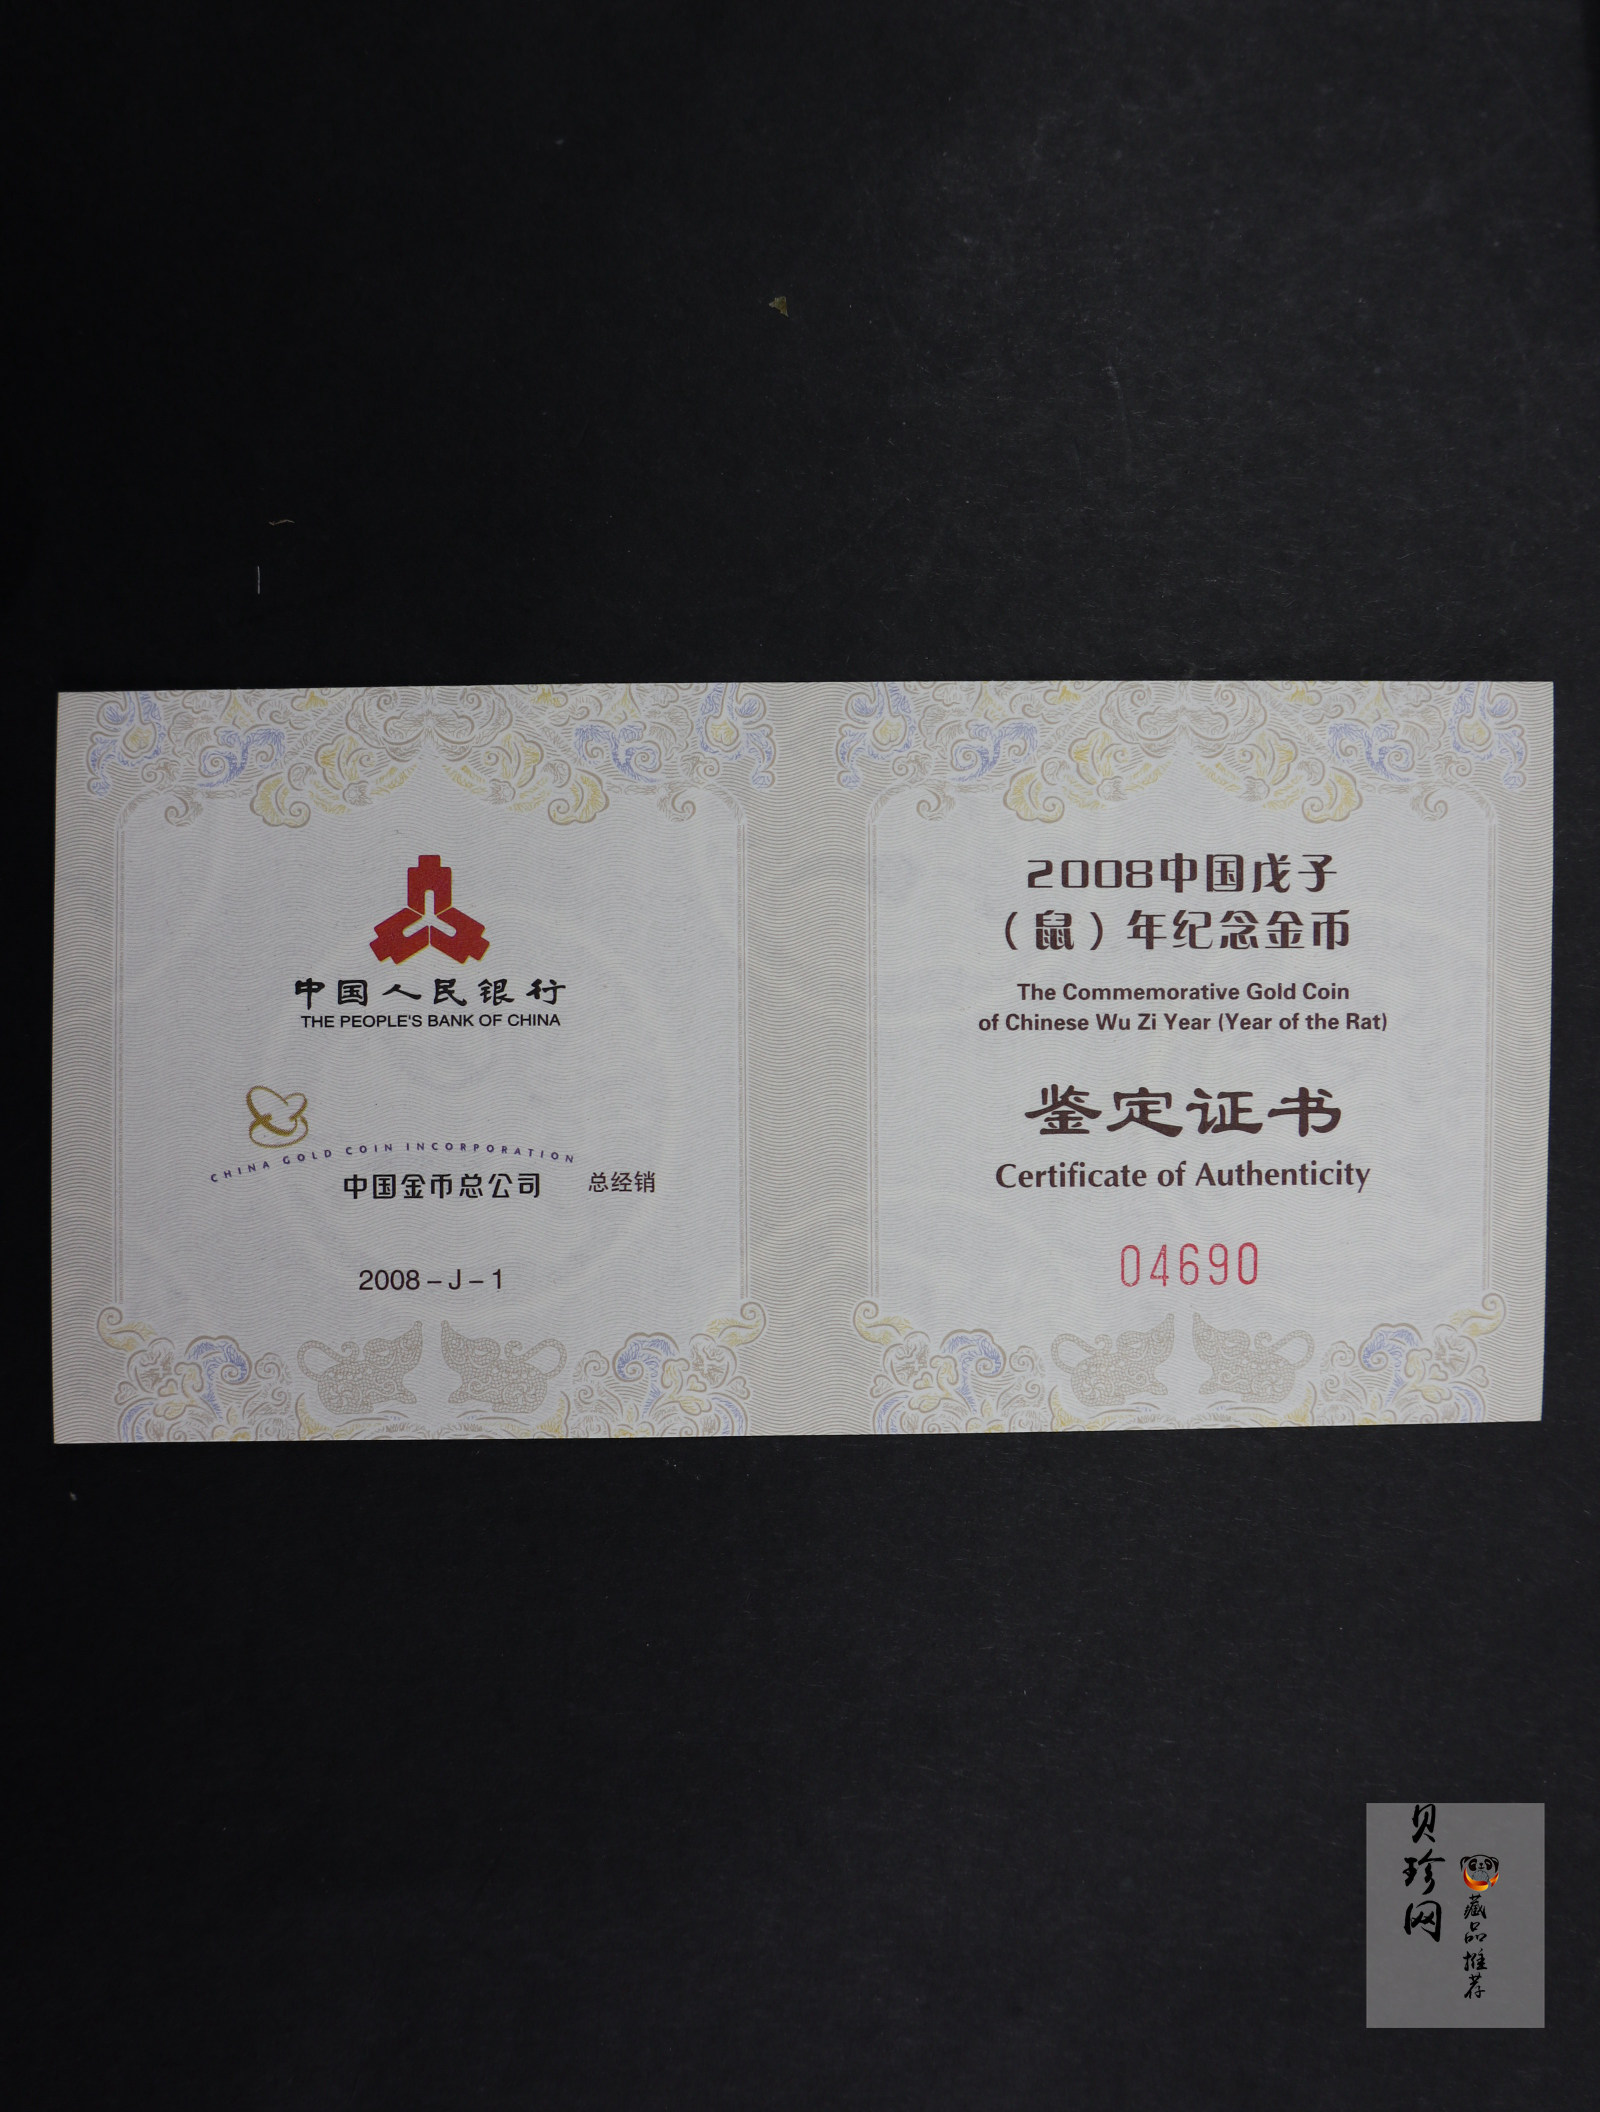 中国人民银行
THE PEOPLE'S BANK OF CHINA
CHINA GOLD COIN INCORPORATION
中国金币总公司 总经销
2008–J–1
2008中国戊子
（鼠）年纪念金币
The Commemorative Gold Coin
of Chinese Wu Zi Year (Year of the Rat)
鉴定证书
Certificate of Authenticity
04690
贝珍网
藏品推荐